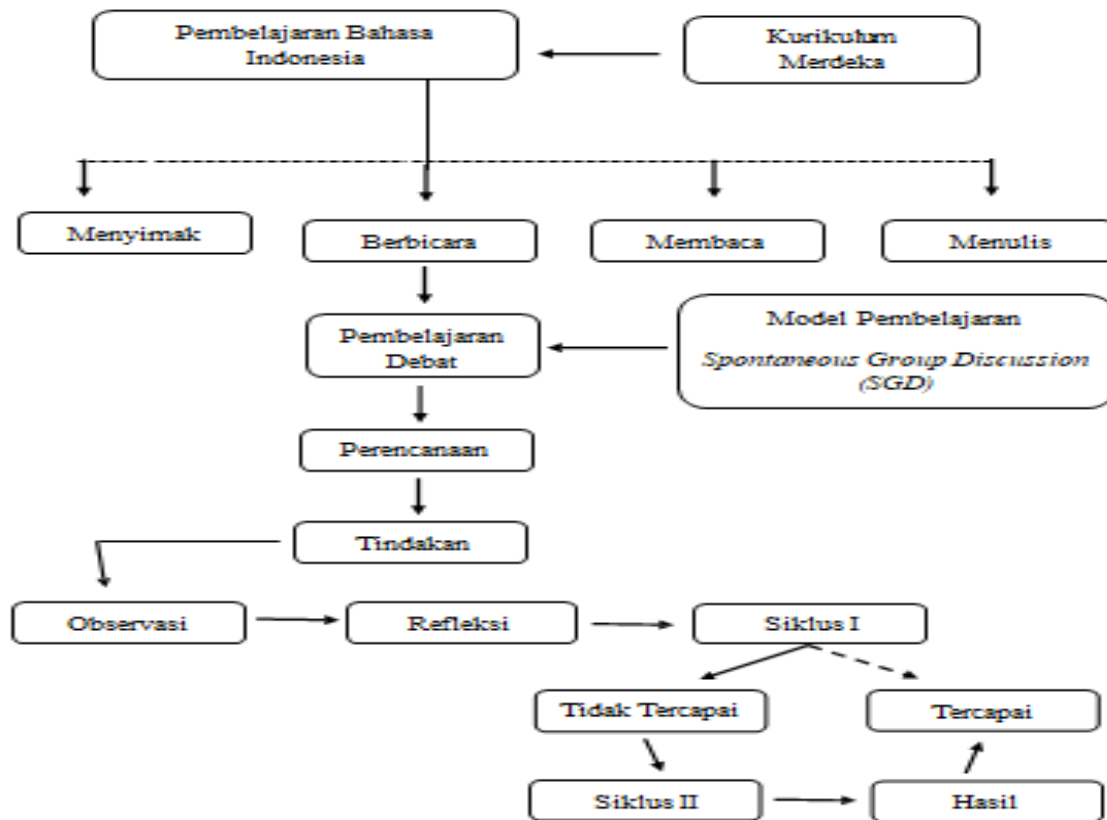 Pembelajaran Bahasa
Indonesia
Kurikulum
Merdeka
Menyimak
Berbicara
Membaca
Menulis
Pembelajaran
Debat
Model Pembelajaran
Spontaneous Group Discussion
(SGD)
Perencanaan
Tindakan
Observasi
Refleksi
Siklus I
Tidak Tercapai
Tercapai
Siklus II
Hasil